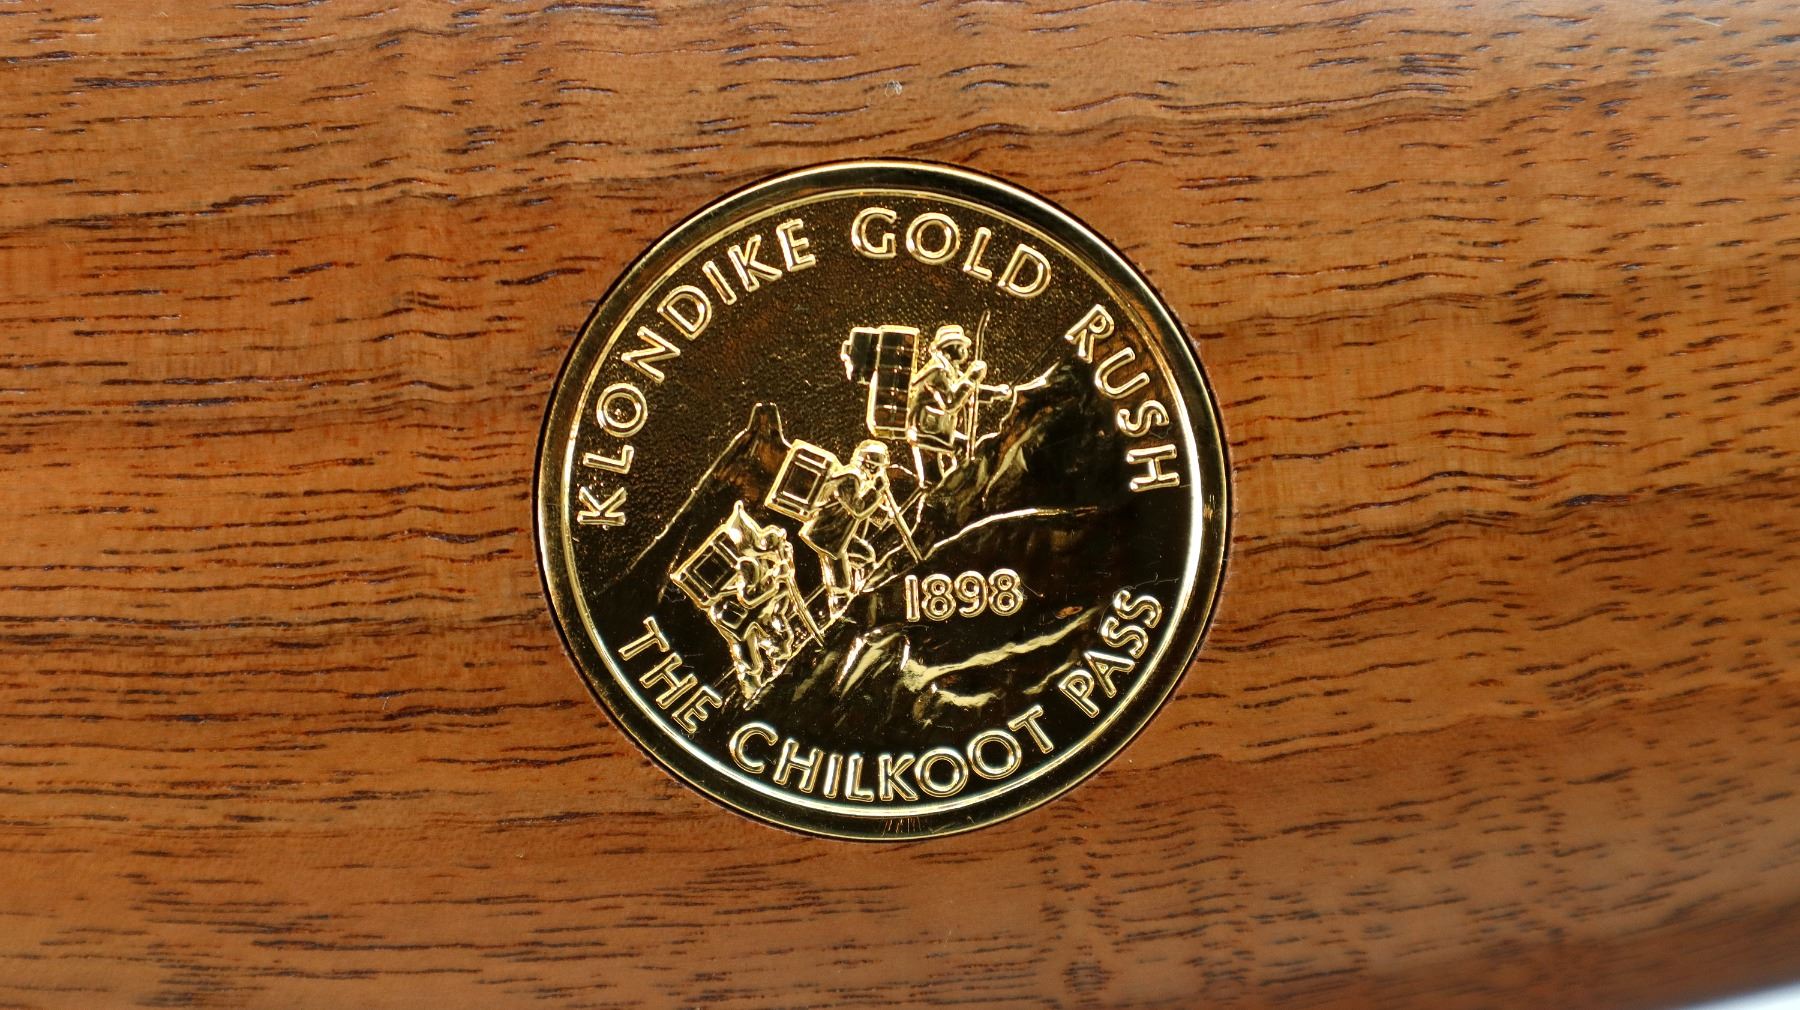 KLONDIKE GOLD RUSH
1898
THE CHILKOOT PASS